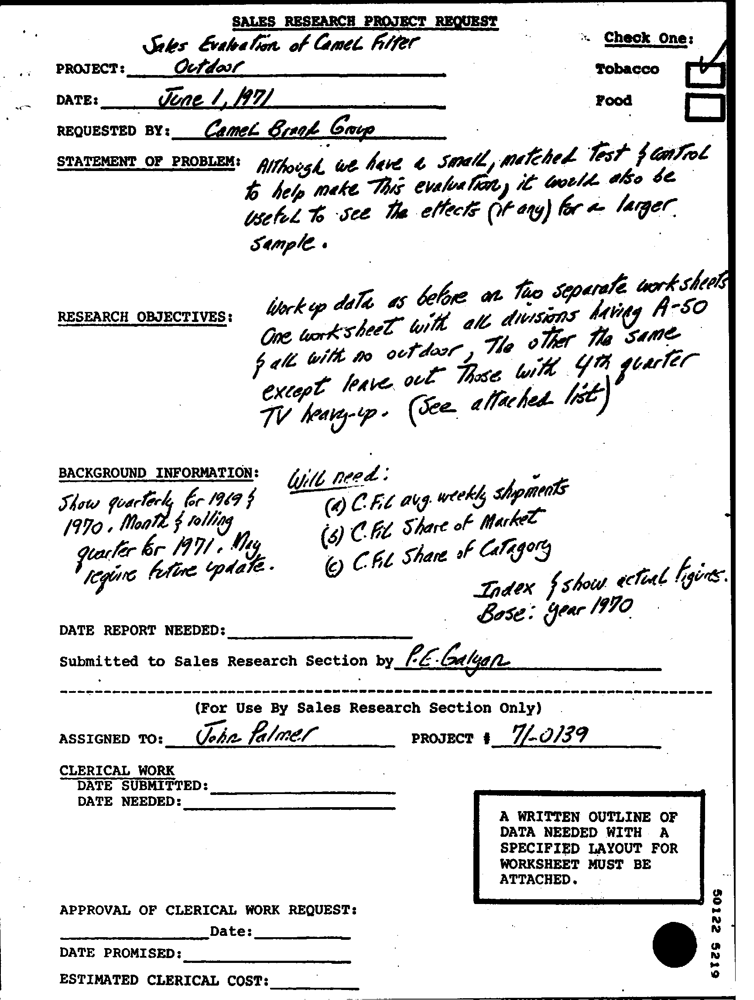 SALES RESEARCH PROJECT REQUEST
Check One:
Sales Evaluation of Camel Filter
PROJECT: Outdoor
Tobacco
DATE: June 1, 1971
Food
REQUESTED BY: Camel Brand Group
STATEMENT OF PROBLEM: Although we have a small, matched Test & Control
to help make this evaluation, it would also be
useful to see the effects (if any) for a larger
sample.
RESEARCH OBJECTIVES: Work up data as before on two separate worksheets
One worksheet with all divisions having A-50
& all with no outdoor, The other the same
except leave out Those with 4th quarter
TV heavy-up. (See attached list)
BACKGROUND INFORMATION:
Show quarterly for 1969 &
1970. Month & rolling
quarter for 1971. May
require future update.
Will need:
(a) C. Fil avg. weekly shipments
(b) C. Fil Share of Market
(c) C. Fil Share of Catagory
Index & show actual figures.
Base: year 1970
DATE REPORT NEEDED:
Submitted to Sales Research Section by P.E. Galyan
(For Use By Sales Research Section Only)
ASSIGNED TO: John Palmer PROJECT # 71-0139
CLERICAL WORK
DATE SUBMITTED:
DATE NEEDED:
A WRITTEN OUTLINE OF
DATA NEEDED WITH A
SPECIFIED LAYOUT FOR
WORKSHEET MUST BE
ATTACHED.
APPROVAL OF CLERICAL WORK REQUEST:
Date:
DATE PROMISED:
ESTIMATED CLERICAL COST:
50122 5219